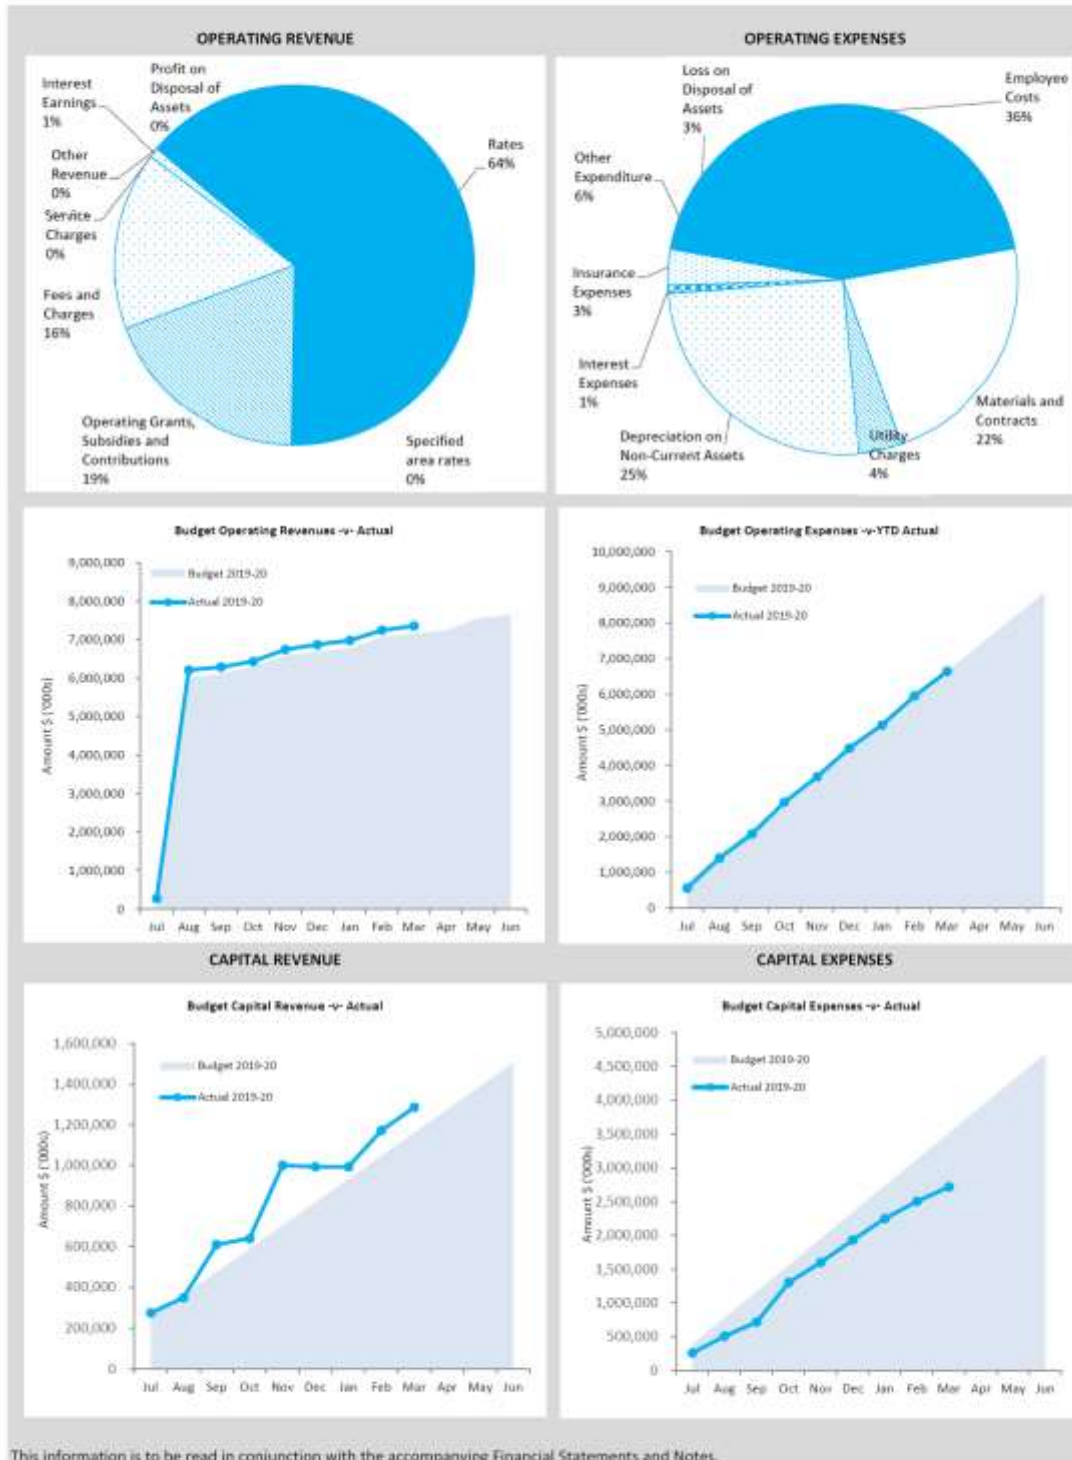 OPERATING REVENUE
Interest
Earnings
1%
Profit on
Disposal of
Assets
0%
Other
Revenue
0%
Service
Charges
0%
Fees and
Charges
16%
Operating Grants,
Subsidies and
Contributions
19%
Rates
64%
Specified
area rates
0%
OPERATING EXPENSES
Loss on
Disposal of
Assets
3%
Employee
Costs
36%
Other
Expenditure
6%
Insurance
Expenses
3%
Interest
Expenses
1%
Depreciation on
Non-Current Assets
25%
Utility
Charges
4%
Materials and
Contracts
22%
Budget Operating Revenues -v- Actual
Budget 2019-20
Actual 2019-20
Amount $ ('000s)
9,000,000
8,000,000
7,000,000
6,000,000
5,000,000
4,000,000
3,000,000
2,000,000
1,000,000
0
Jul Aug Sep Oct Nov Dec Jan Feb Mar Apr May Jun
Budget Operating Expenses -v-YTD Actual
Budget 2019-20
Actual 2019-20
Amount $ ('000s)
10,000,000
9,000,000
8,000,000
7,000,000
6,000,000
5,000,000
4,000,000
3,000,000
2,000,000
1,000,000
0
Jul Aug Sep Oct Nov Dec Jan Feb Mar Apr May Jun
CAPITAL REVENUE
Budget Capital Revenue -v- Actual
Budget 2019-20
Actual 2019-20
Amount $ ('000s)
1,600,000
1,400,000
1,200,000
1,000,000
800,000
600,000
400,000
200,000
0
Jul Aug Sep Oct Nov Dec Jan Feb Mar Apr May Jun
CAPITAL EXPENSES
Budget Capital Expenses -v- Actual
Budget 2019-20
Actual 2019-20
Amount $ ('000s)
5,000,000
4,500,000
4,000,000
3,500,000
3,000,000
2,500,000
2,000,000
1,500,000
1,000,000
500,000
0
Jul Aug Sep Oct Nov Dec Jan Feb Mar Apr May Jun
This information is to be read in conjunction with the accompanying Financial Statements and Notes.